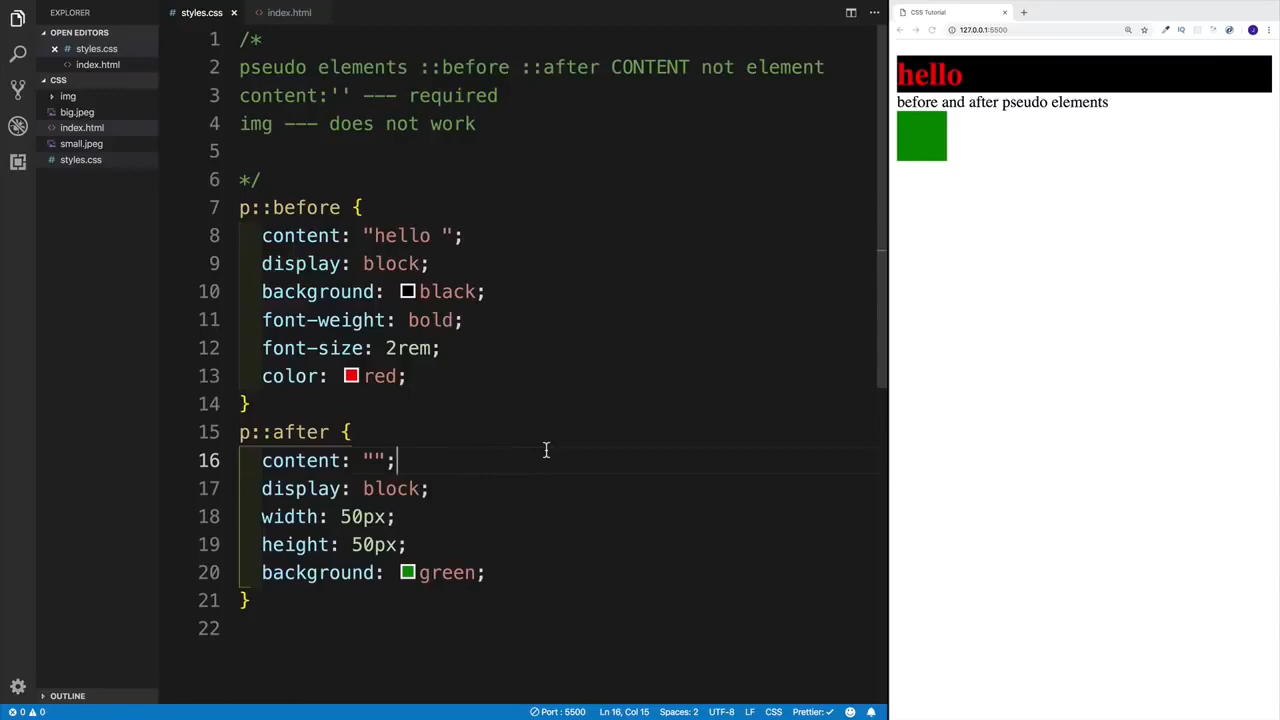 EXPLORER
OPEN EDITORS
styles.css
index.html
CSS
img
big.jpeg
index.html
small.jpeg
styles.css
OUTLINE
styles.css
index.html
1 /*
2 pseudo elements ::before ::after CONTENT not element
3 content:'' --- required
4 img --- does not work
5
6 */
7 p::before {
8 content: "hello ";
9 display: block;
10 background: black;
11 font-weight: bold;
12 font-size: 2rem;
13 color: red;
14 }
15 p::after {
16 content: "";
17 display: block;
18 width: 50px;
19 height: 50px;
20 background: green;
21 }
22
0 0 Port : 5500 Ln 16, Col 15 Spaces: 2 UTF-8 LF CSS Prettier: ✓
CSS Tutorial
127.0.0.1:5500
IQ
J
hello
before and after pseudo elements